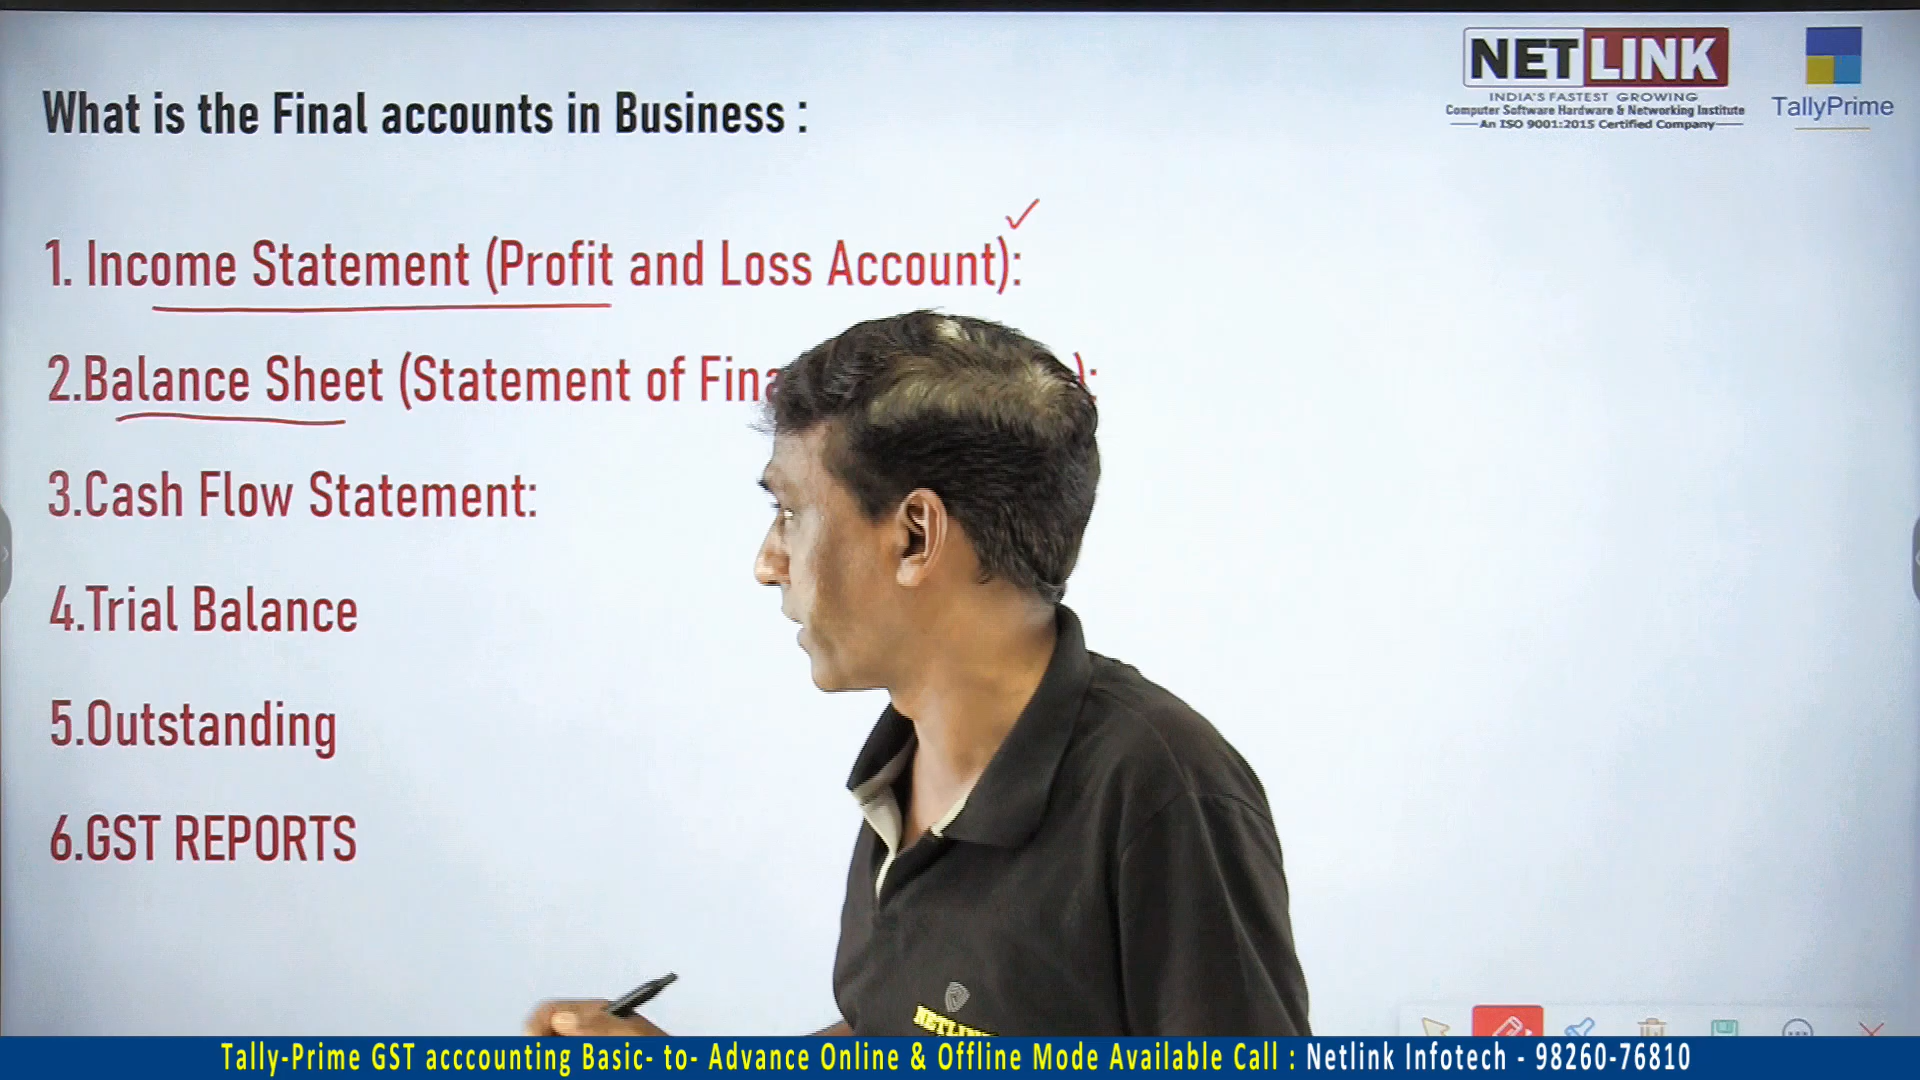 What is the Final accounts in Business :
NETLINK
INDIA'S FASTEST GROWING
Computer Software Hardware & Networking Institute
An ISO 9001:2015 Certified Company
TallyPrime
1. Income Statement (Profit and Loss Account):
2.Balance Sheet (Statement of ):
3.Cash Flow Statement:
4.Trial Balance
5.Outstanding
6.GST REPORTS
Tally-Prime GST acccounting Basic- to- Advance Online & Offline Mode Available Call : Netlink Infotech - 98260-76810